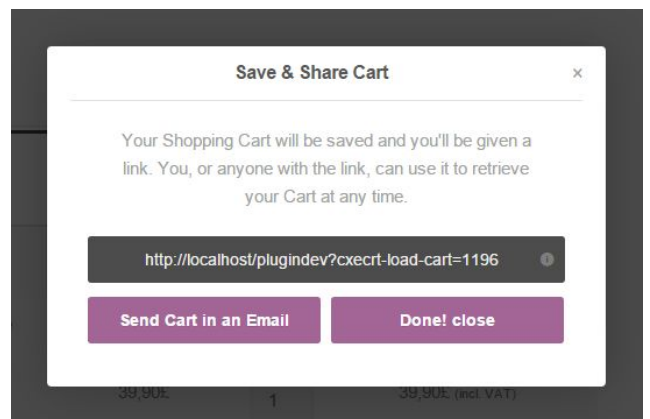 Save & Share Cart ×
Your Shopping Cart will be saved and you'll be given a
link. You, or anyone with the link, can use it to retrieve
your Cart at any time.
http://localhost/plugindev?cxecrt-load-cart=1196
Send Cart in an Email Done! close
39,90£ 1 39,90£ (incl. VAT)